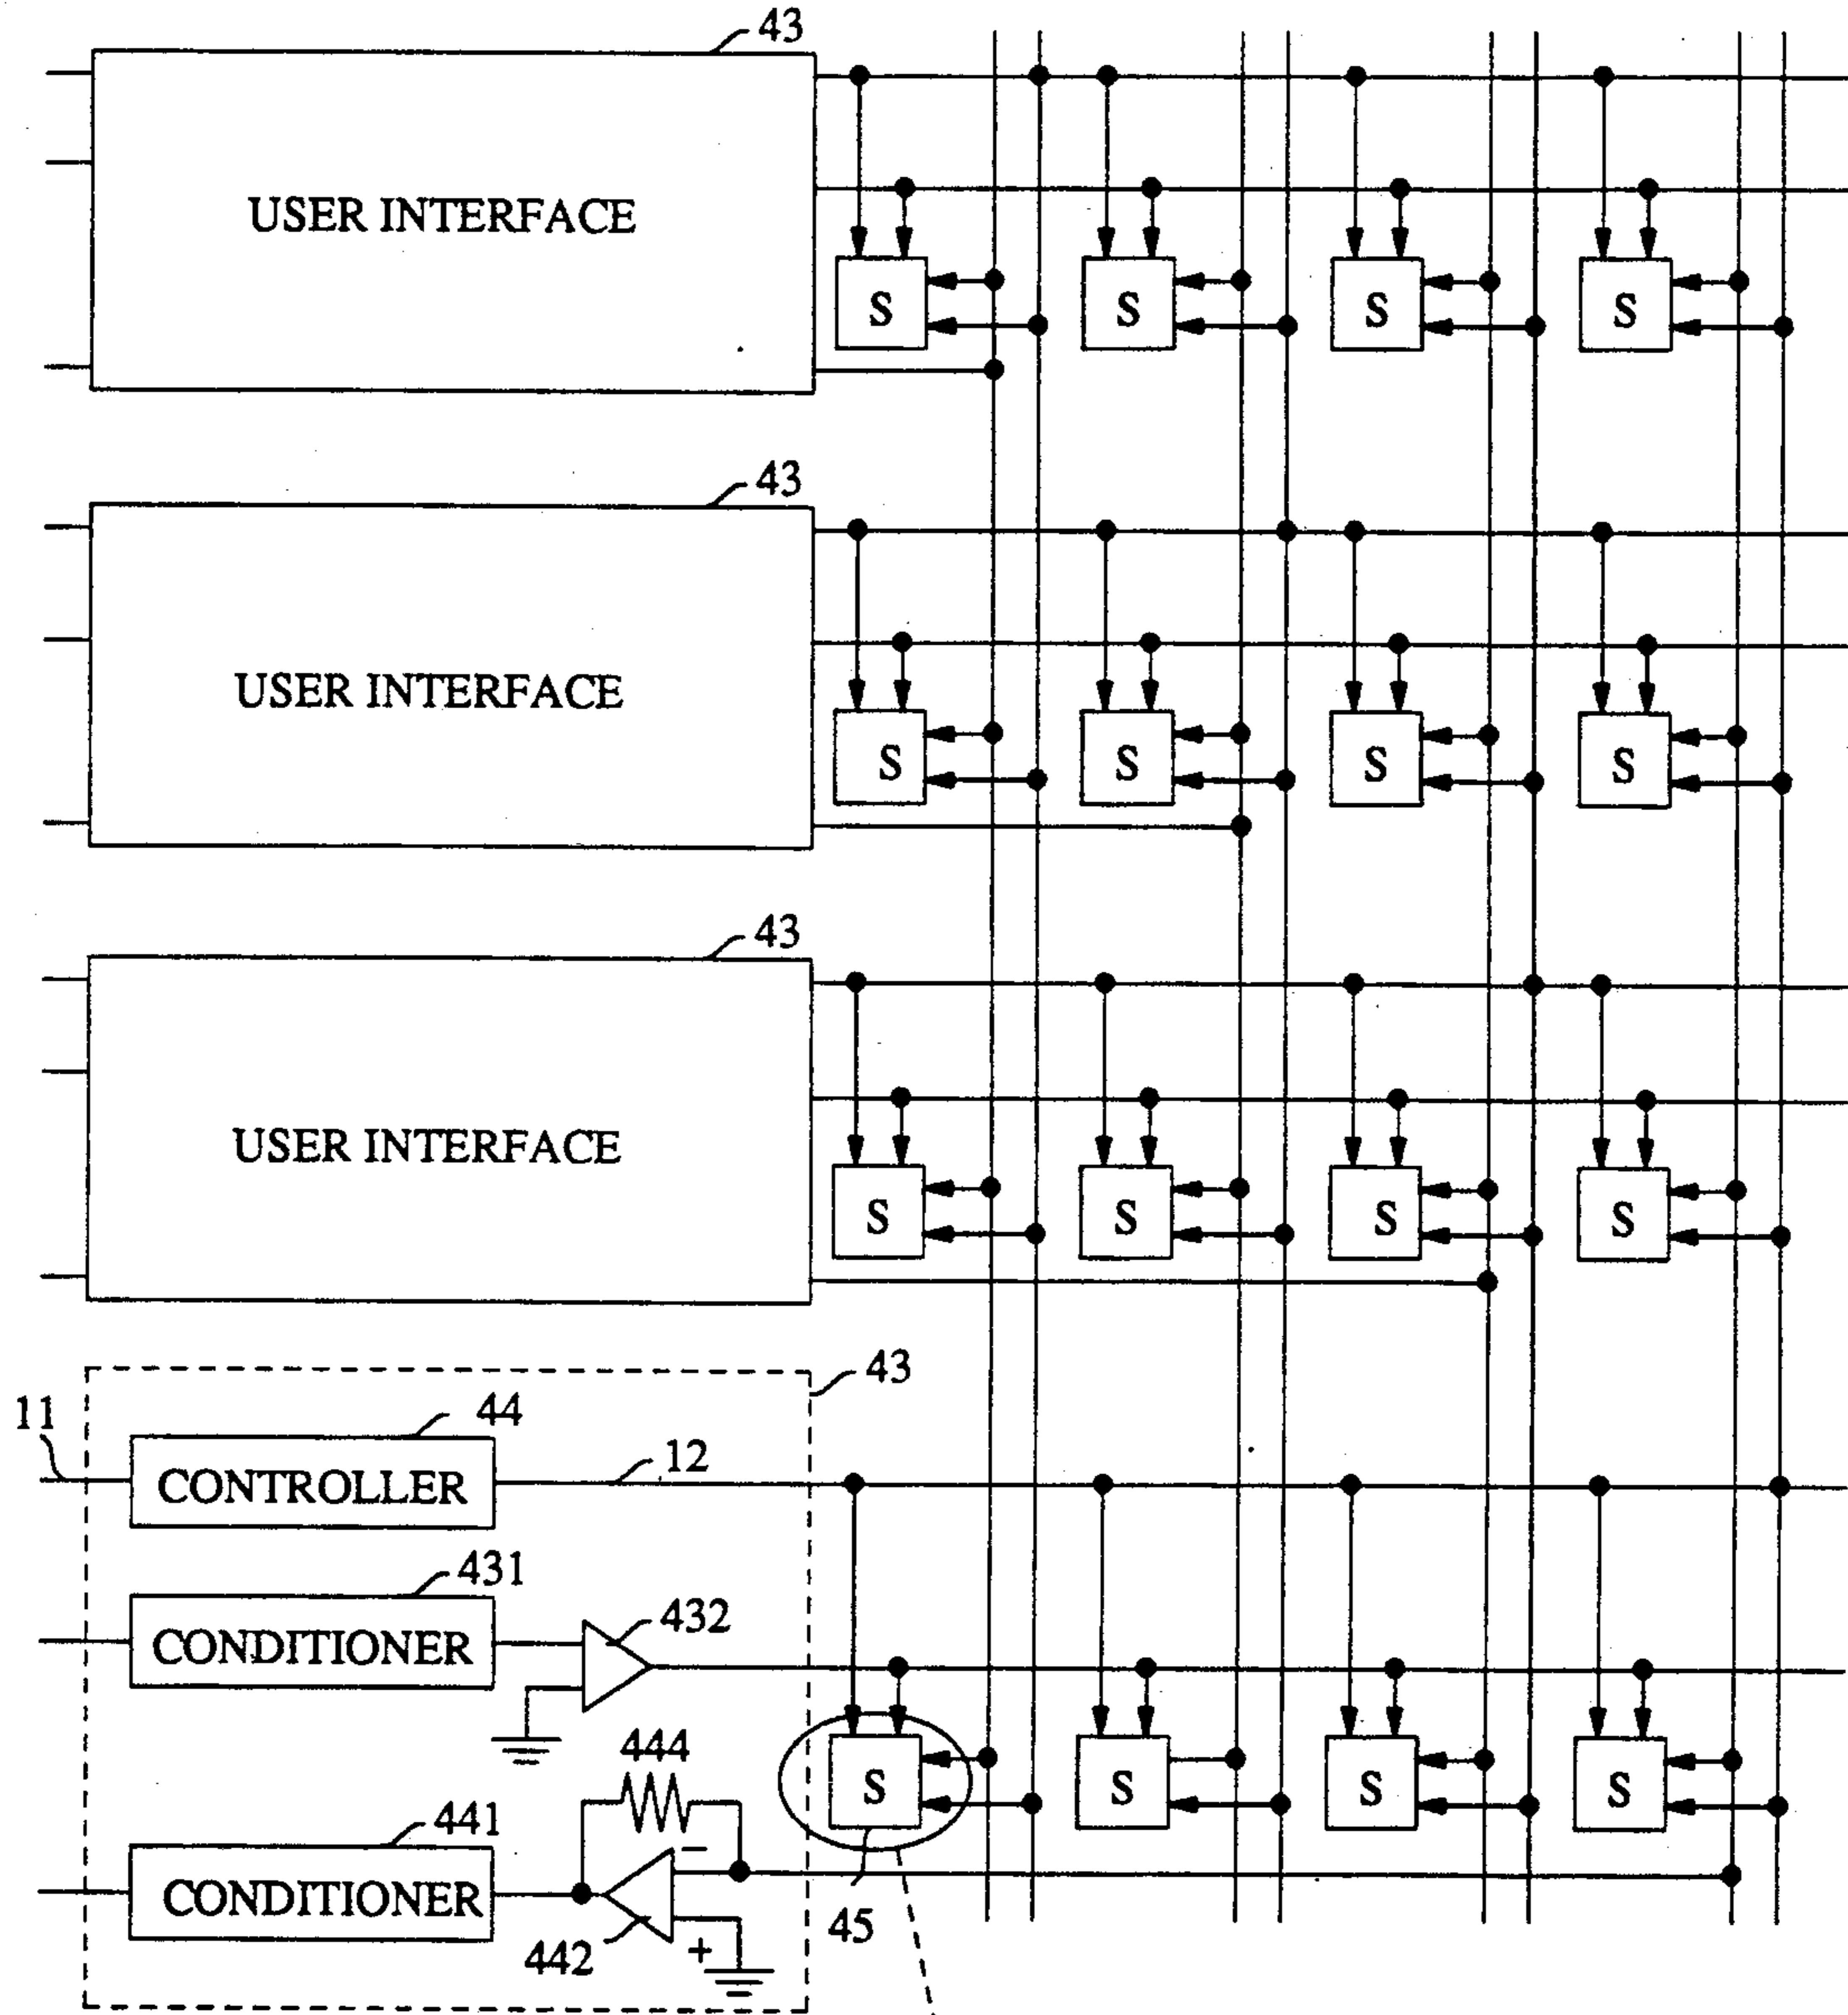 43
USER INTERFACE
S S S S
43
USER INTERFACE
S S S S
43
USER INTERFACE
S S S S
43
11
44
12
CONTROLLER
431
432
CONDITIONER
444
S S S S
441
−
CONDITIONER
442
+
45